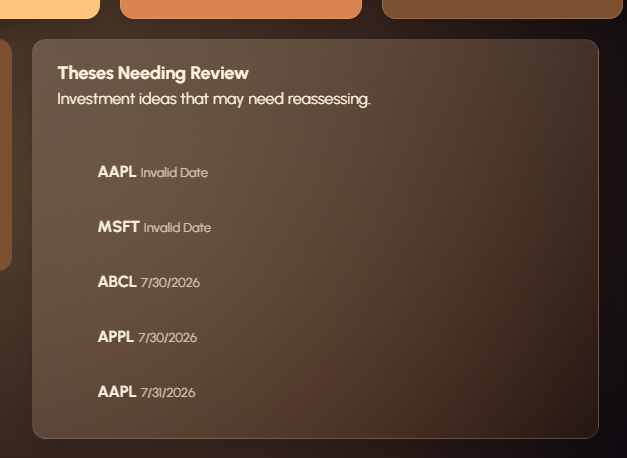 Theses Needing Review
Investment ideas that may need reassessing.
AAPL Invalid Date
MSFT Invalid Date
ABCL 7/30/2026
APPL 7/30/2026
AAPL 7/31/2026